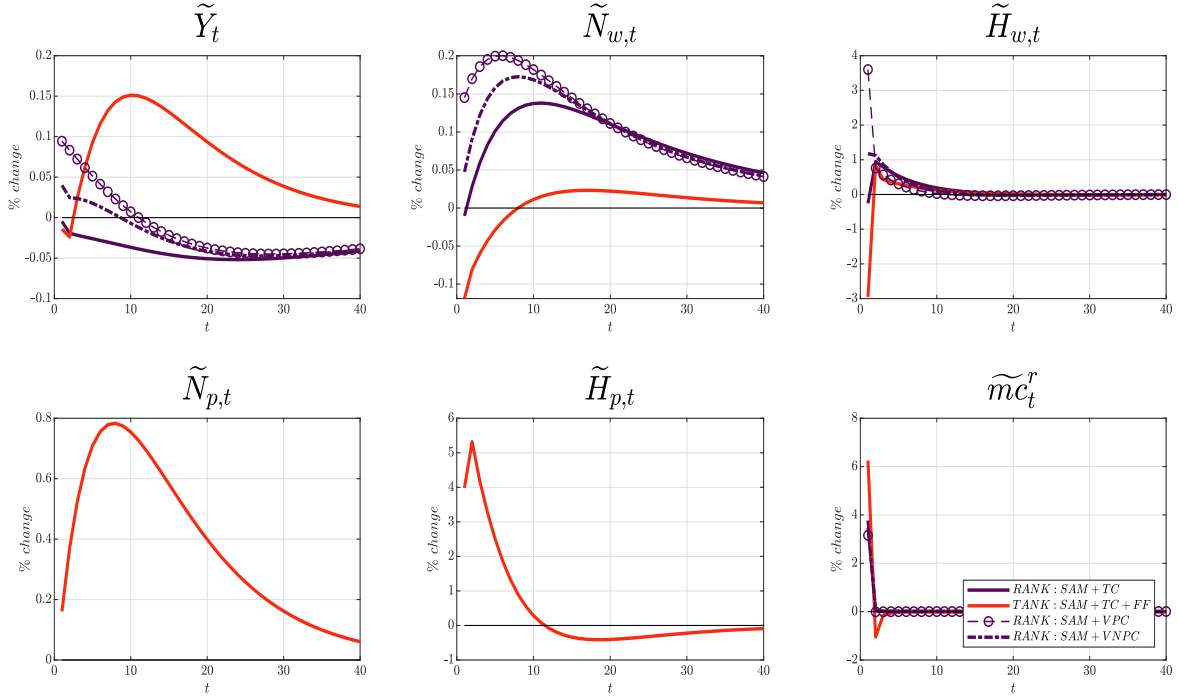 Ỹ_t
Ñ_{w,t}
H̃_{w,t}
% change
0.2
0.15
0.1
0.05
0
-0.05
-0.1
0 10 20 30 40
t
% change
0.2
0.15
0.1
0.05
0
-0.05
-0.1
0 10 20 30 40
t
% change
4
3
2
1
0
-1
-2
-3
0 10 20 30 40
t
Ñ_{p,t}
H̃_{p,t}
m̃c^r_t
% change
0.8
0.6
0.4
0.2
0
0 10 20 30 40
t
% change
6
5
4
3
2
1
0
-1
0 10 20 30 40
t
% change
8
6
4
2
0
-2
0 10 20 30 40
t
RANK : SAM+TC
TANK : SAM+TC+FF
RANK : SAM+VPC
RANK : SAM+VNPC